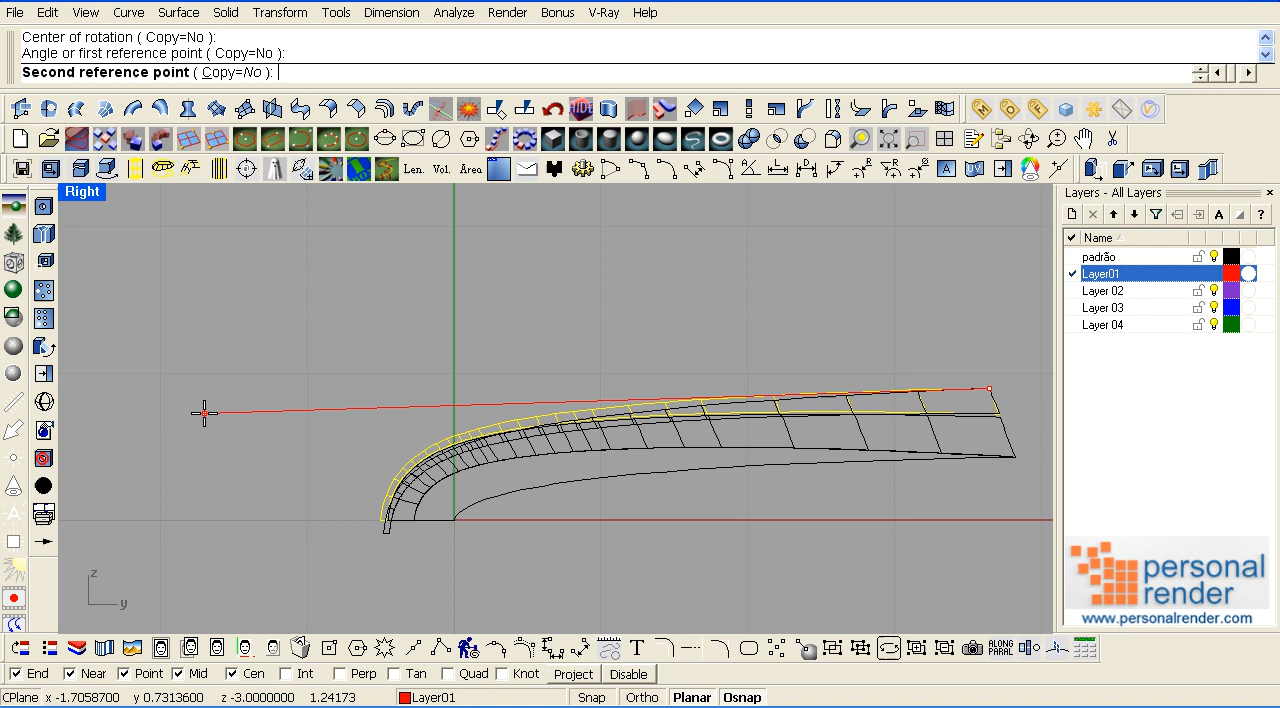 File Edit View Curve Surface Solid Transform Tools Dimension Analyze Render Bonus V-Ray Help
Center of rotation ( Copy=No ):
Angle or first reference point ( Copy=No ):
Second reference point ( Copy=No ):
HIDE
M O F
Len. Vol. Área A UV
Right
Layers - All Layers
A ?
Name
padrão
Layer01
Layer 02
Layer 03
Layer 04
z
y
personal
render
www.personalrender.com
T ALONG
PARAL
End Near Point Mid Cen Int Perp Tan Quad Knot Project Disable
CPlane x -1.7058700 y 0.7313600 z -3.0000000 1.24173 Layer01 Snap Ortho Planar Osnap